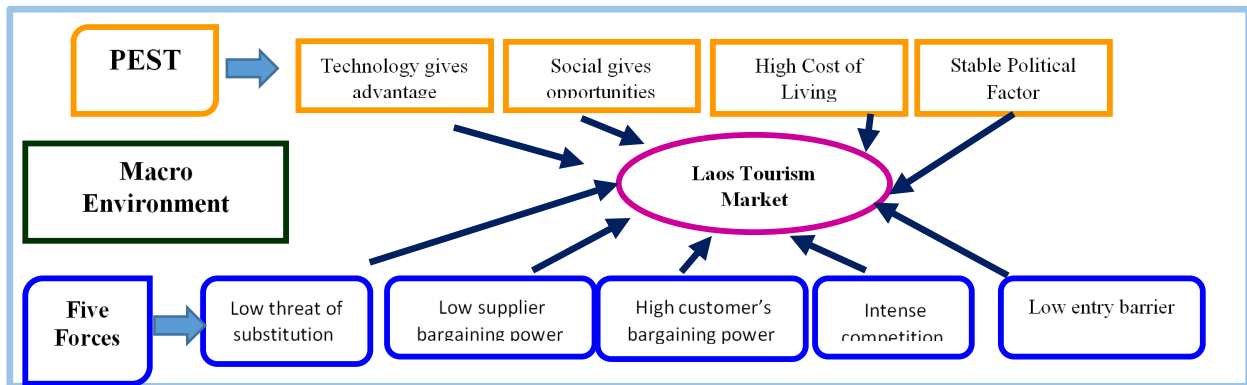 PEST
Technology gives
advantage
Social gives
opportunities
High Cost of
Living
Stable Political
Factor
Macro
Environment
Laos Tourism
Market
Five
Forces
Low threat of
substitution
Low supplier
bargaining power
High customer's
bargaining power
Intense
competition
Low entry barrier